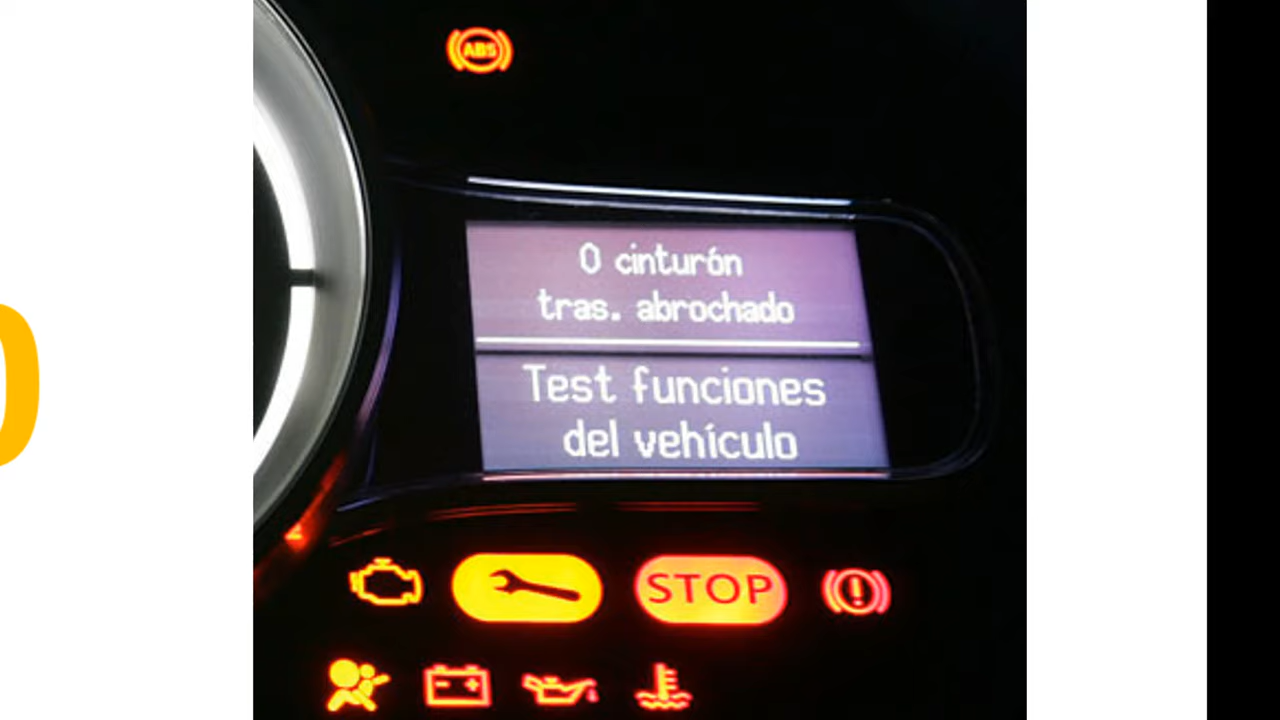 ABS
0 cinturón
tras. abrochado
Test funciones
del vehículo
STOP